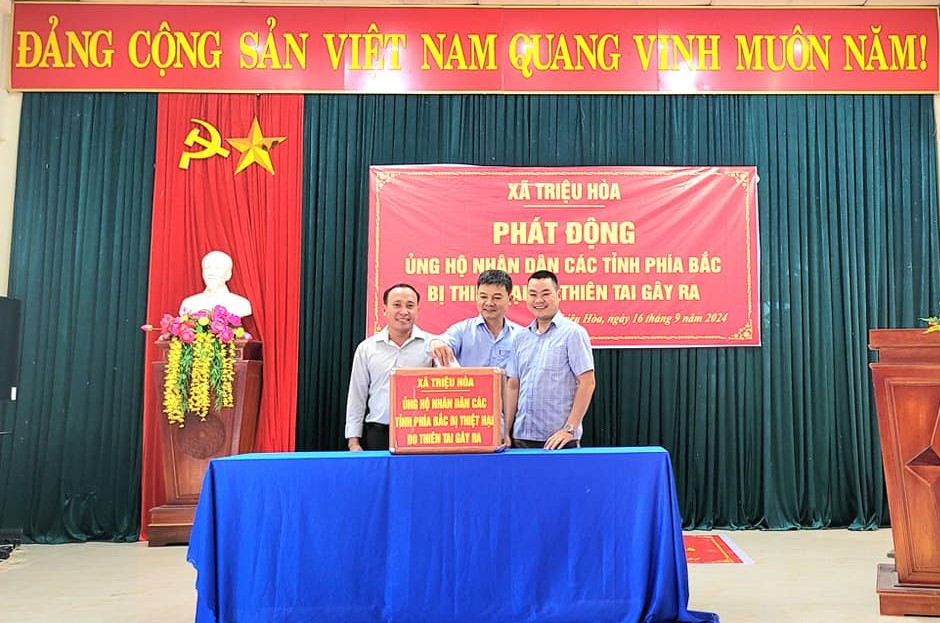 ĐẢNG CỘNG SẢN VIỆT NAM QUANG VINH MUÔN NĂM!
XÃ TRIỆU HÒA
PHÁT ĐỘNG
ỦNG HỘ NHÂN DÂN CÁC TỈNH PHÍA BẮC
BỊ THIÊN TAI GÂY RA
Hòa, ngày 16 tháng 9 năm 2024
XÃ TRIỆU HÒA
ỦNG HỘ NHÂN DÂN CÁC
TỈNH PHÍA BẮC BỊ THIỆT HẠI
DO THIÊN TAI GÂY RA